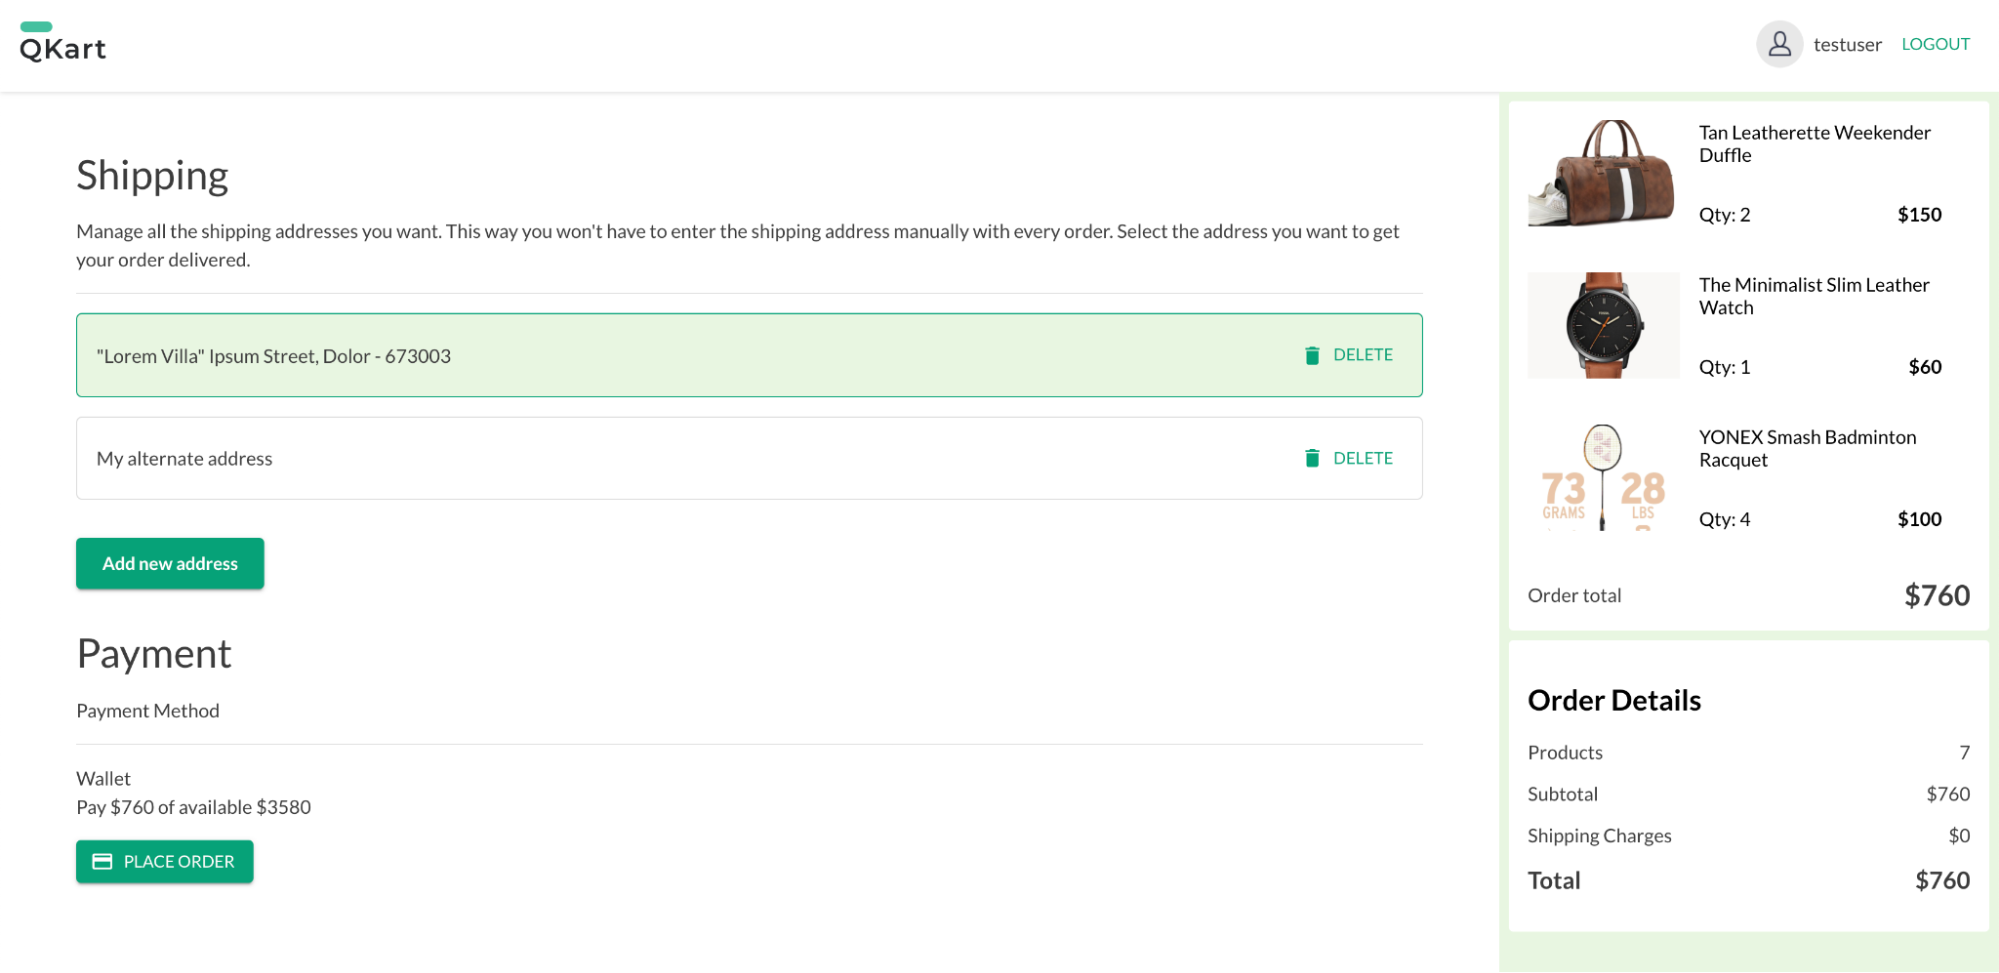 QKart
testuser LOGOUT
Shipping
Manage all the shipping addresses you want. This way you won't have to enter the shipping address manually with every order. Select the address you want to get
your order delivered.
"Lorem Villa" Ipsum Street, Dolor - 673003
DELETE
My alternate address
DELETE
Add new address
Payment
Payment Method
Wallet
Pay $760 of available $3580
PLACE ORDER
Tan Leatherette Weekender
Duffle
Qty: 2 $150
The Minimalist Slim Leather
Watch
Qty: 1 $60
73 28
GRAMS LBS
YONEX Smash Badminton
Racquet
Qty: 4 $100
Order total $760
Order Details
Products 7
Subtotal $760
Shipping Charges $0
Total $760